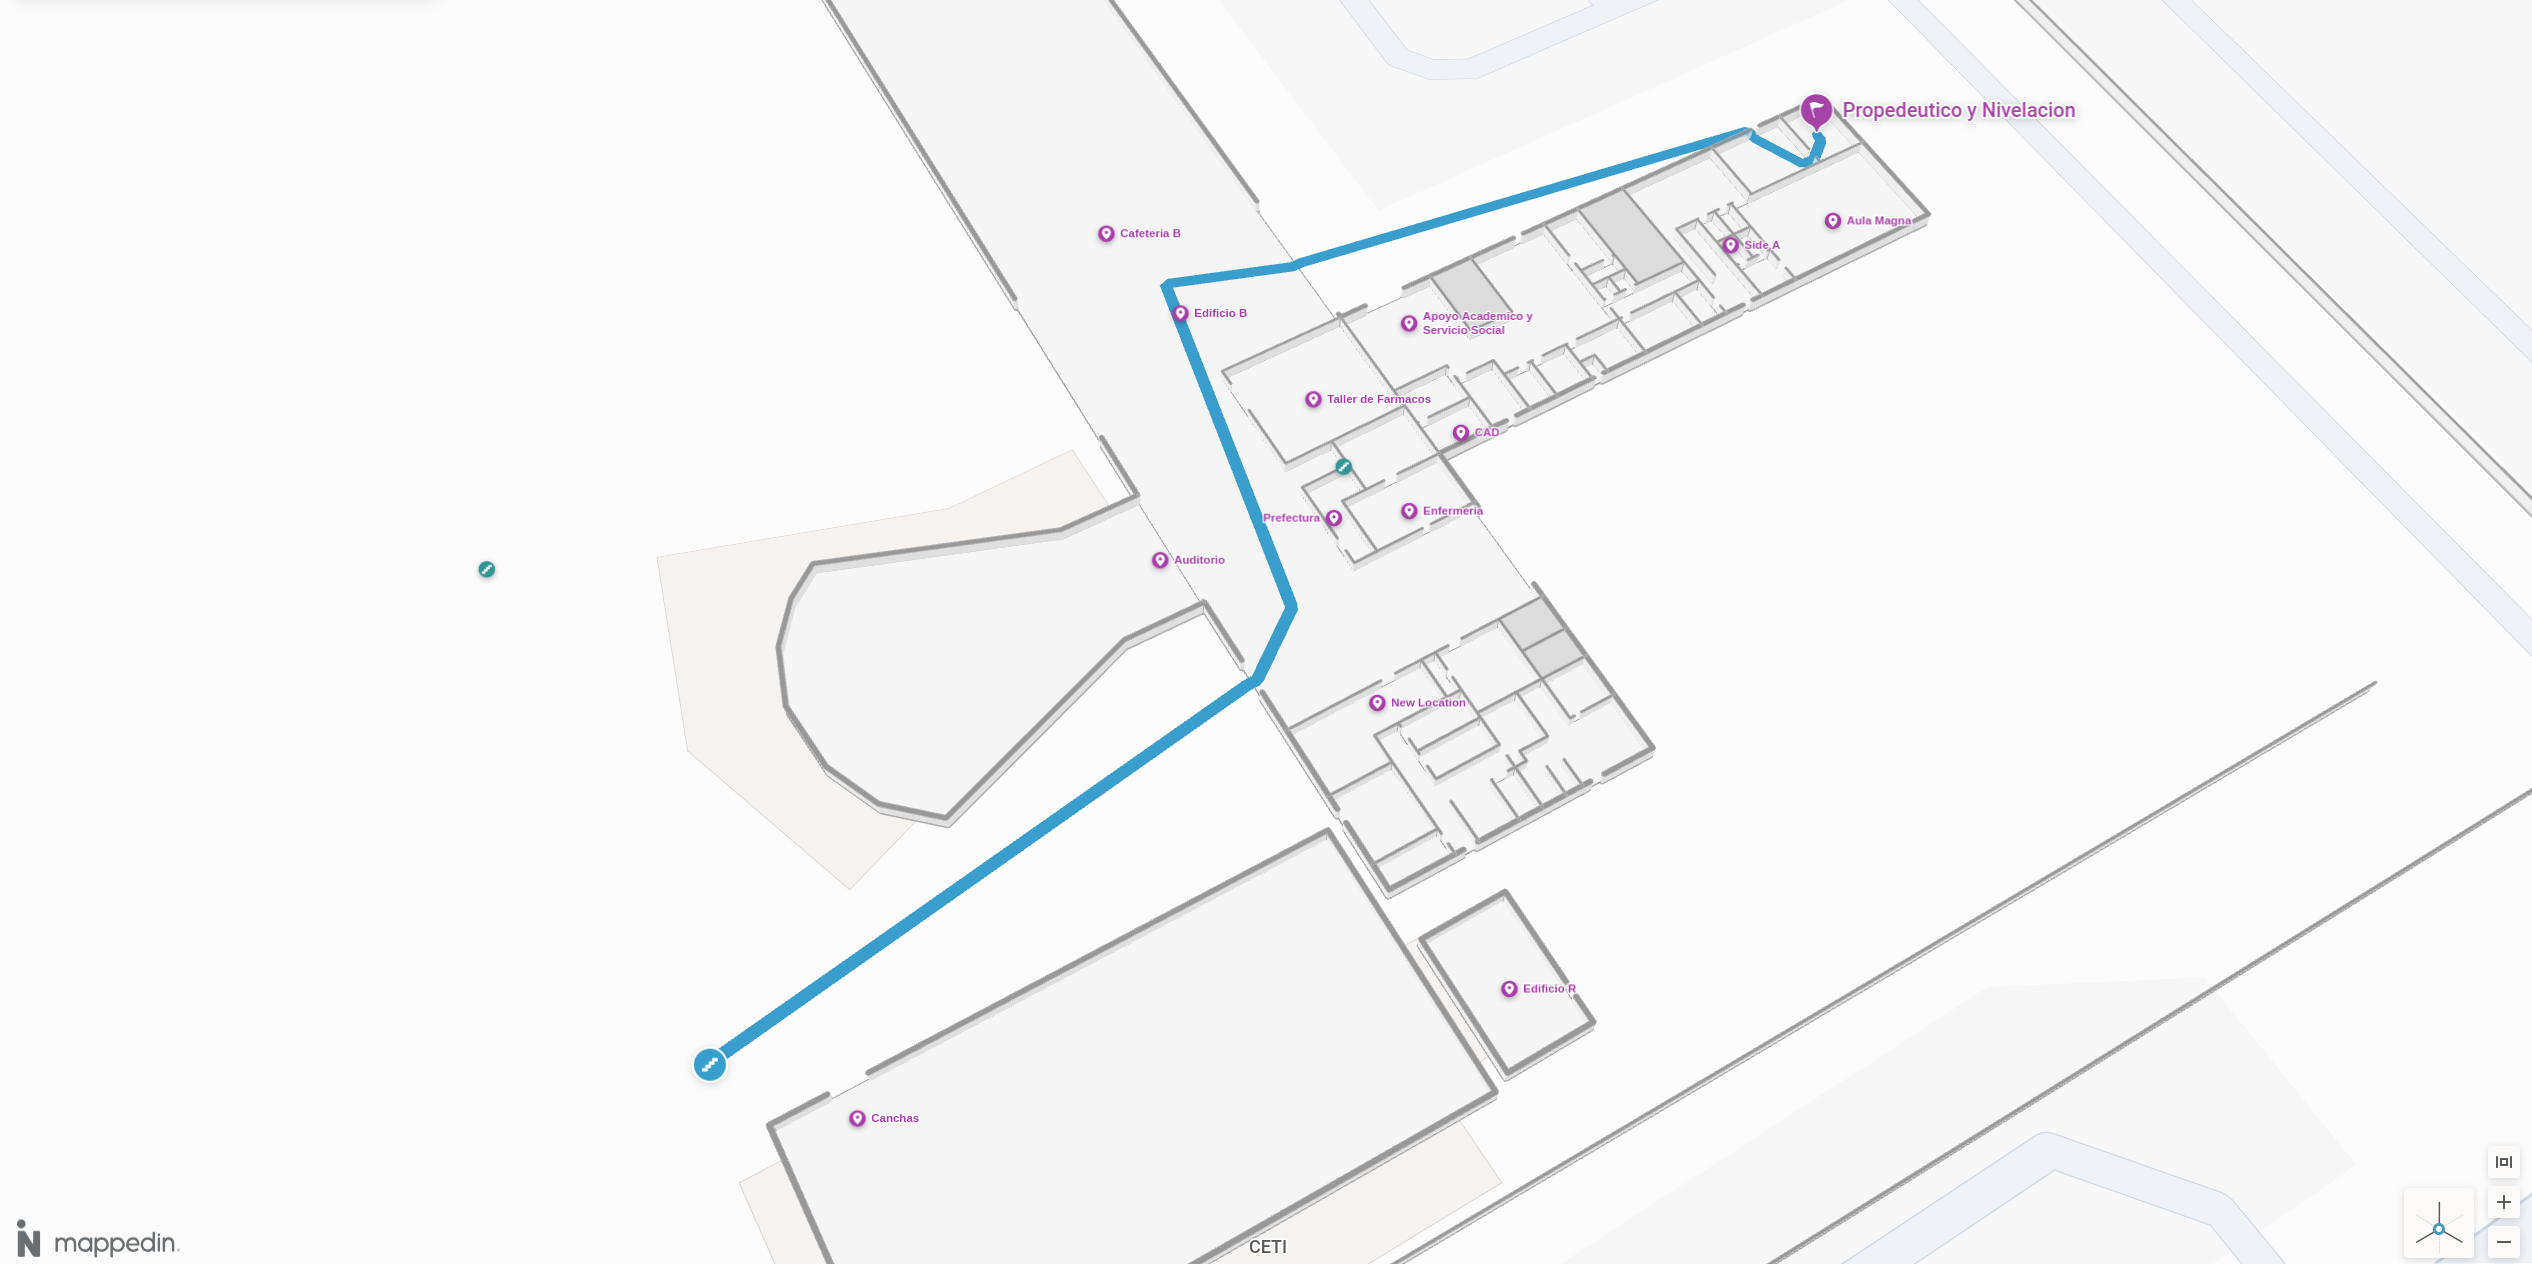 Propedeutico y Nivelacion
Aula Magna
Cafeteria B
Side A
Edificio B
Apoyo Academico y
Servicio Social
Taller de Farmacos
CAD
Prefectura
Enfermeria
Auditorio
New Location
Edificio R
Canchas
mappedin.
CETI